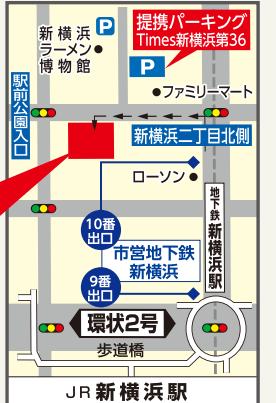 提携パーキング
Times新横浜第36
新横浜
ラーメン
博物館
P
P
ファミリーマート
駅前公園入口
新横浜二丁目北側
ローソン
10番
出口
市営地下鉄
新横浜
9番
出口
地下鉄 新横浜駅
環状2号
歩道橋
JR新横浜駅